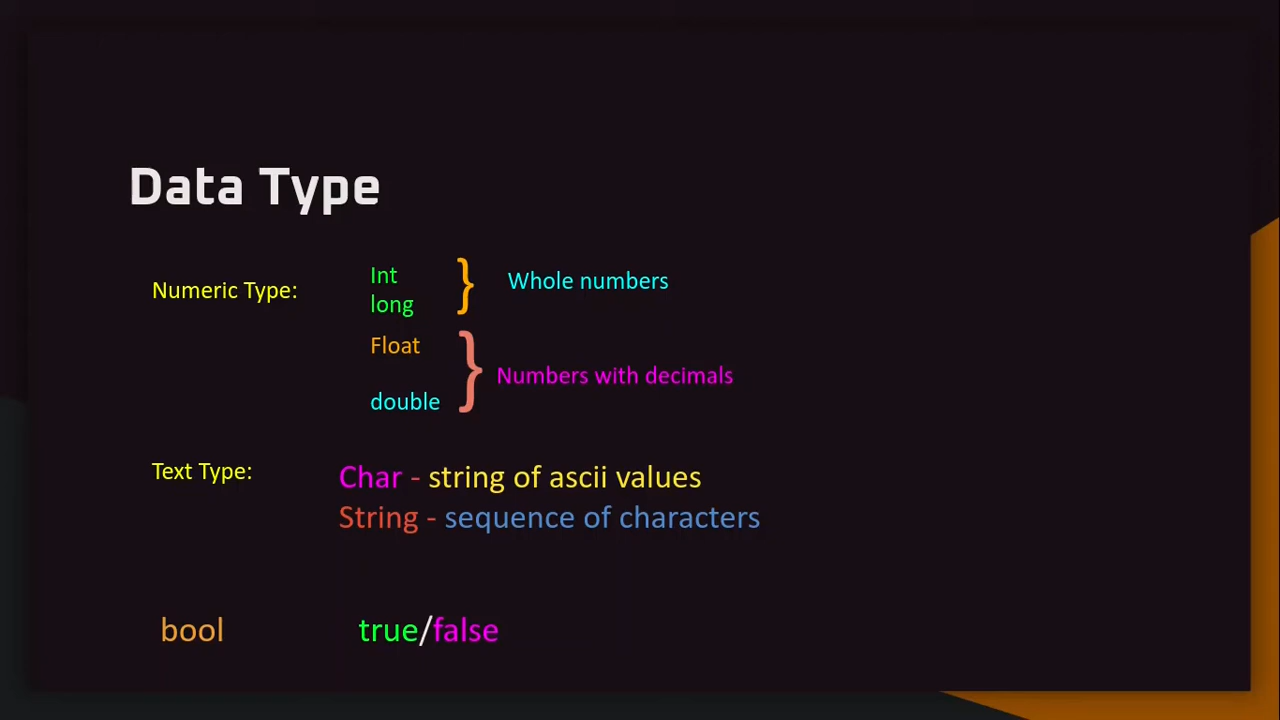 Data Type
Numeric Type:
Int
long
} Whole numbers
Float
double
} Numbers with decimals
Text Type:
Char - string of ascii values
String - sequence of characters
bool true/false